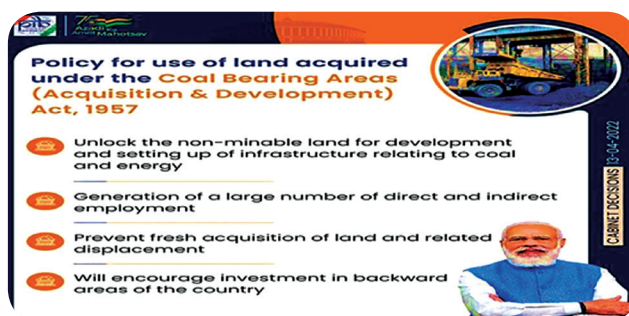 Azadi
Amrit Mahotsav
Policy for use of land acquired
under the Coal Bearing Areas
(Acquisition & Development)
Act, 1957
Unlock the non-minable land for development
and setting up of infrastructure relating to coal
and energy
Generation of a large number of direct and indirect
employment
Prevent fresh acquisition of land and related
displacement
Will encourage investment in backward
areas of the country
CABINET DECISIONS 13-04-2022